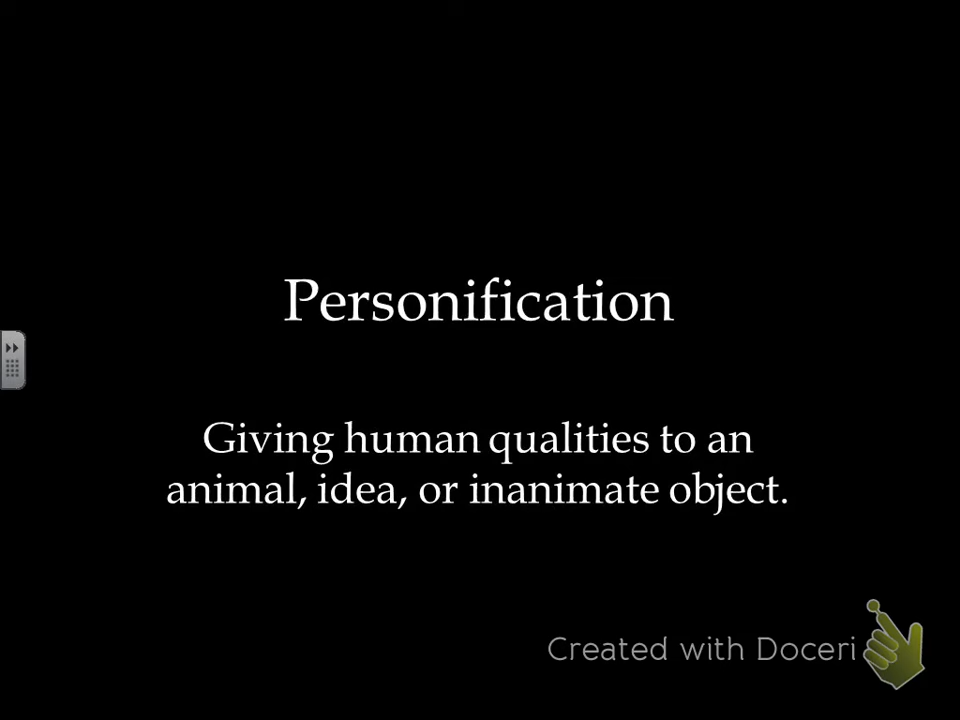 Personification
Giving human qualities to an
animal, idea, or inanimate object.
Created with Doceri